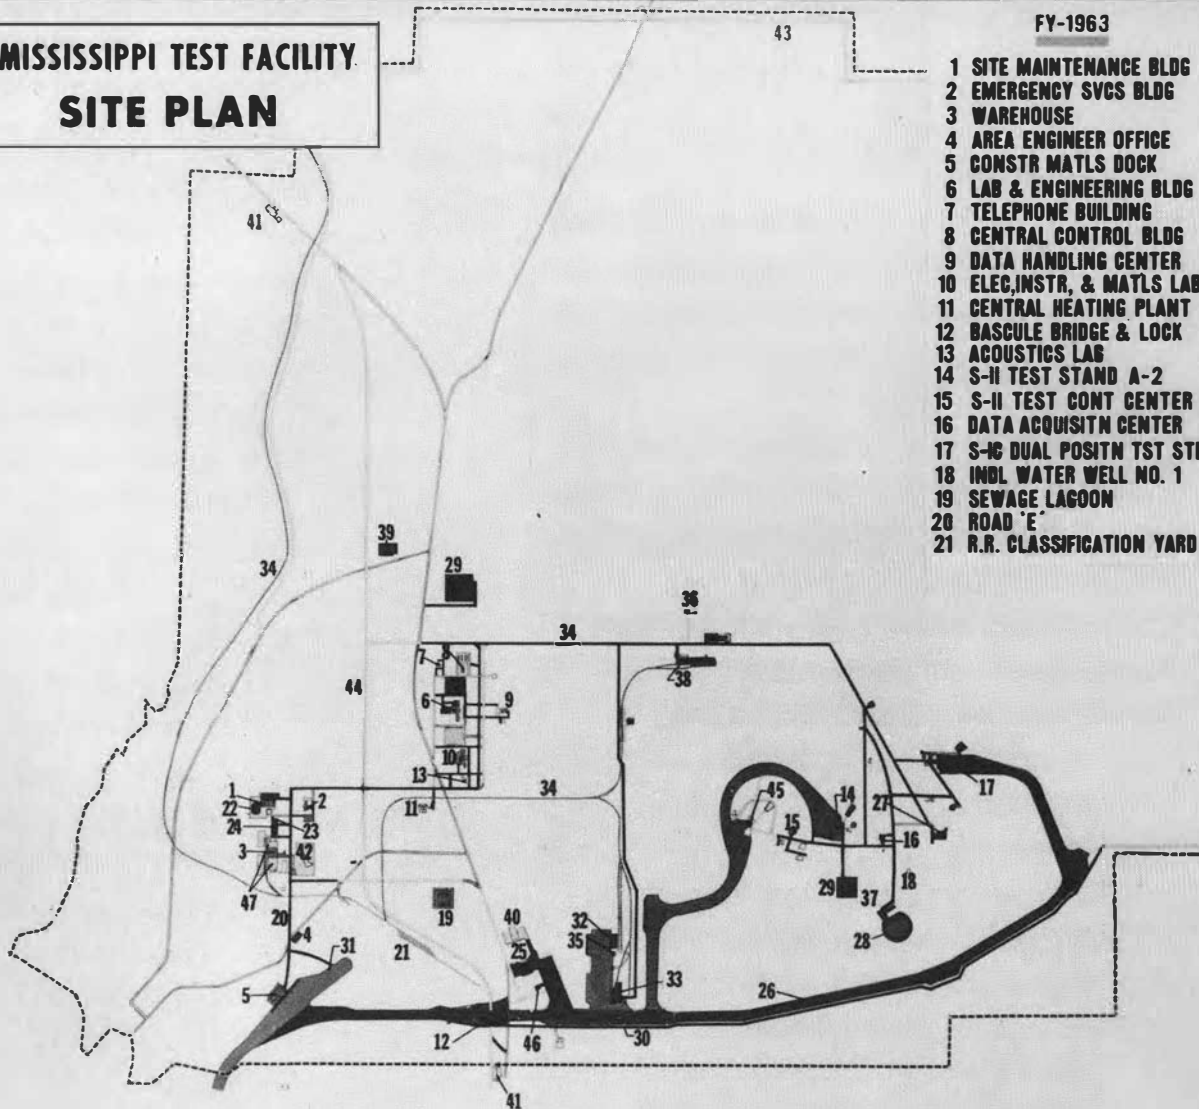 MISSISSIPPI TEST FACILITY
SITE PLAN
FY-1963
1 SITE MAINTENANCE BLDG
2 EMERGENCY SVCS BLDG
3 WAREHOUSE
4 AREA ENGINEER OFFICE
5 CONSTR MATLS DOCK
6 LAB & ENGINEERING BLDG
7 TELEPHONE BUILDING
8 CENTRAL CONTROL BLDG
9 DATA HANDLING CENTER
10 ELEC,INSTR, & MATLS LAB
11 CENTRAL HEATING PLANT
12 BASCULE BRIDGE & LOCK
13 ACOUSTICS LAB
14 S-II TEST STAND A-2
15 S-II TEST CONT CENTER
16 DATA ACQUISITN CENTER
17 S-IC DUAL POSITN TST
18 INDL WATER WELL NO. 1
19 SEWAGE LAGOON
20 ROAD 'E'
21 R.R. CLASSIFICATION YARD
43
41
39
34
29
36
34
7
38
44
6
9
10
17
13
34
1
45
14
27
22
2
11
15
24
23
16
3
42
29
18
47
37
20
19
40
32
4
28
31
21
25
35
5
33
26
12
46
30
41